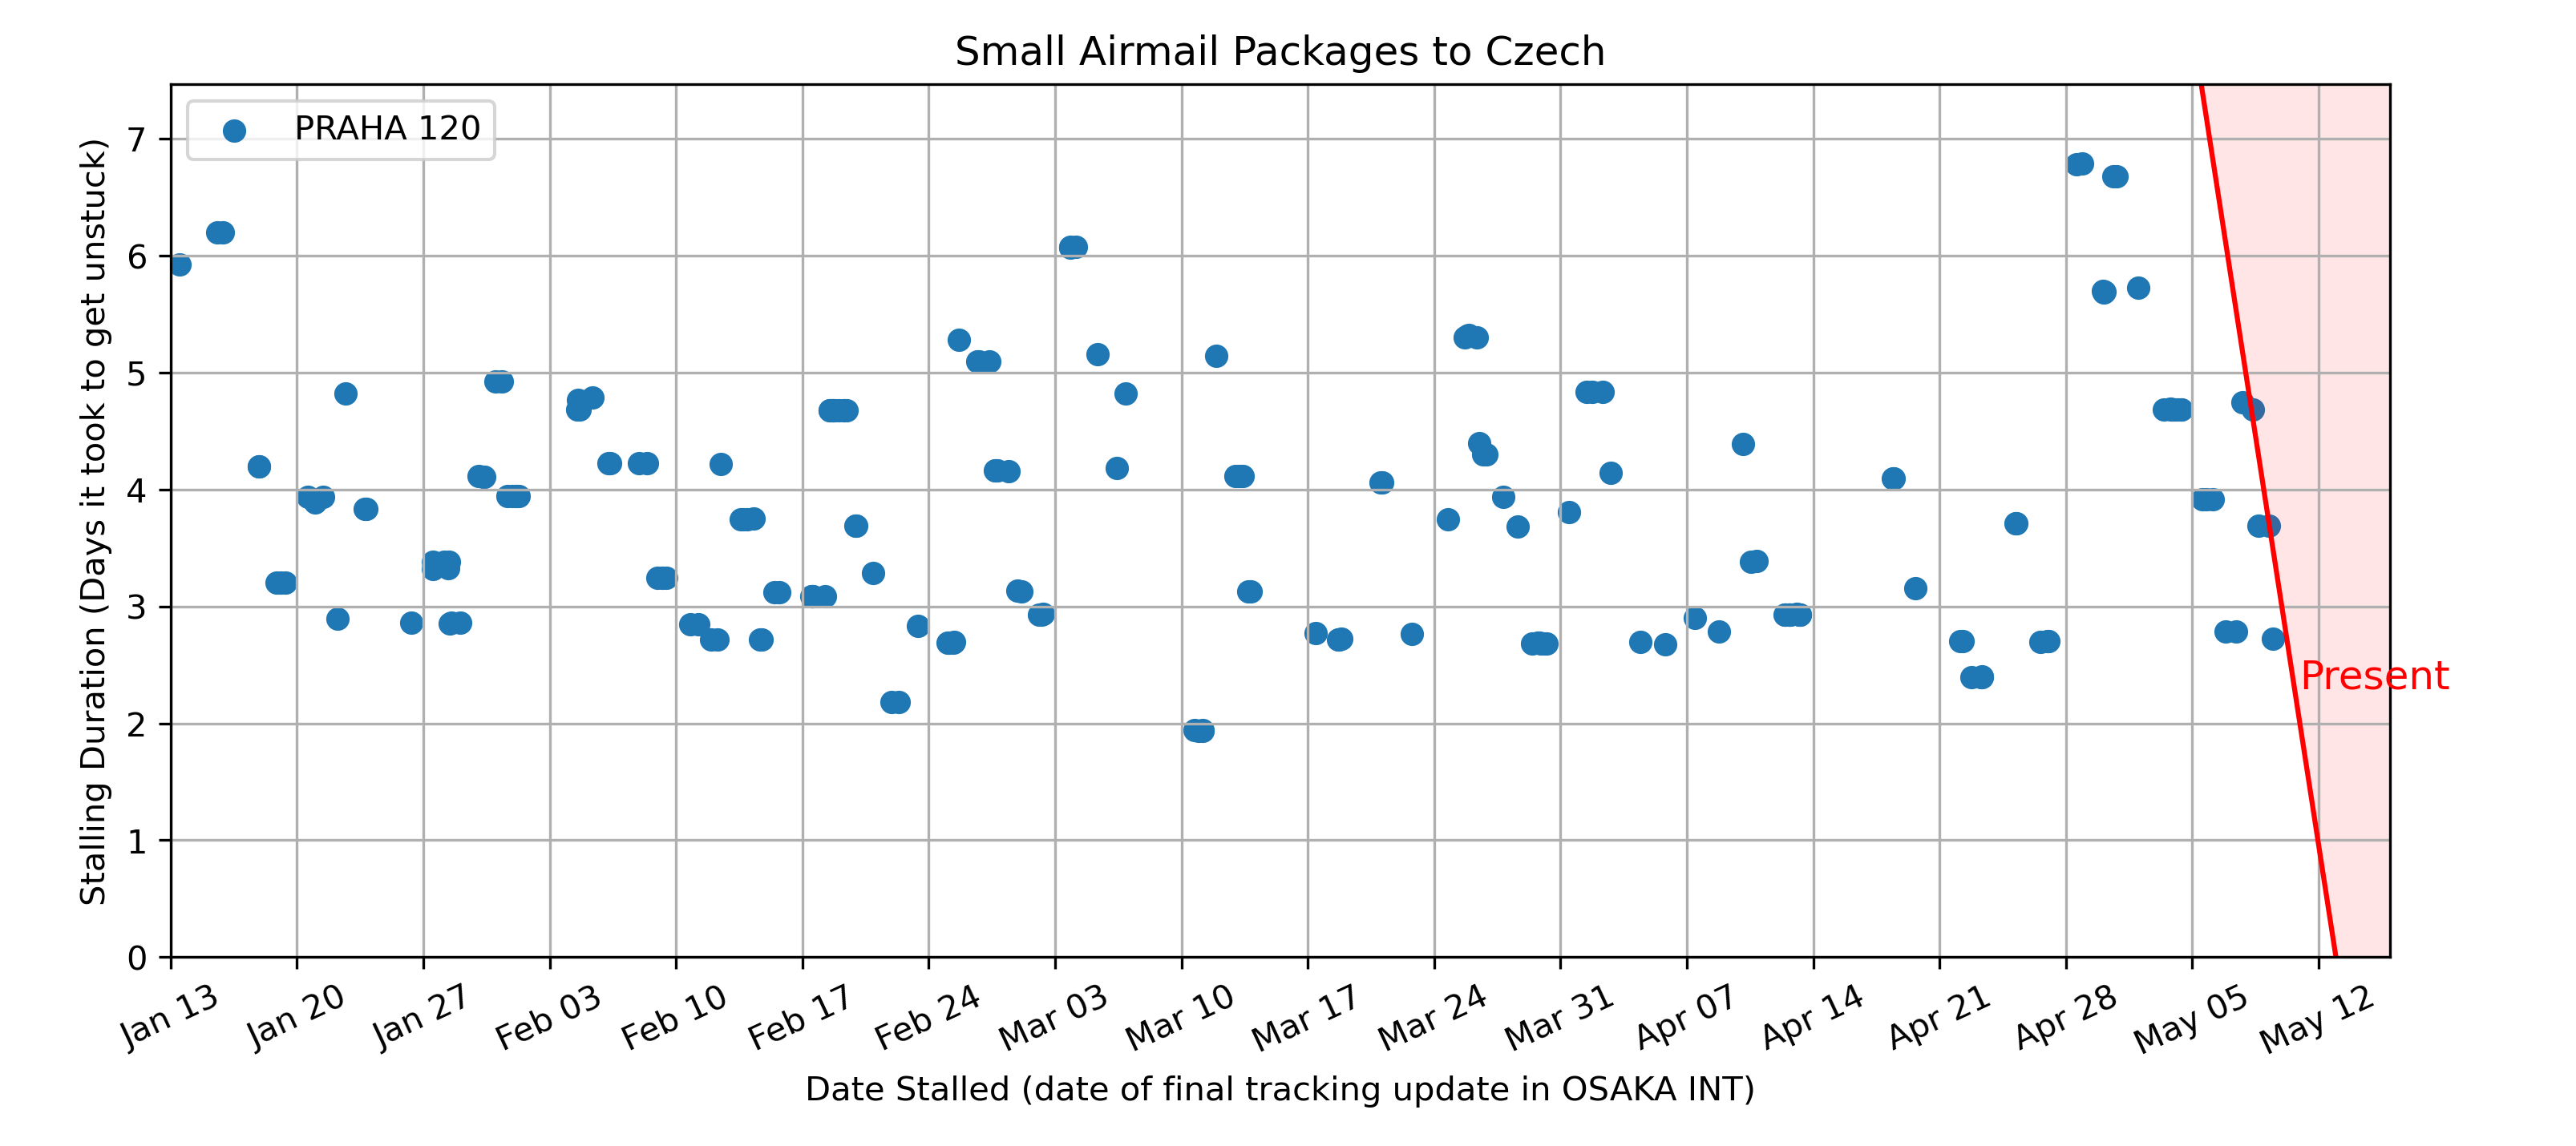 Small Airmail Packages to Czech
PRAHA 120
Stalling Duration (Days it took to get unstuck)
7
6
5
4
3
2
1
0
Present
Jan 13
Jan 20
Jan 27
Feb 03
Feb 10
Feb 17
Feb 24
Mar 03
Mar 10
Mar 17
Mar 24
Mar 31
Apr 07
Apr 14
Apr 21
Apr 28
May 05
May 12
Date Stalled (date of final tracking update in OSAKA INT)